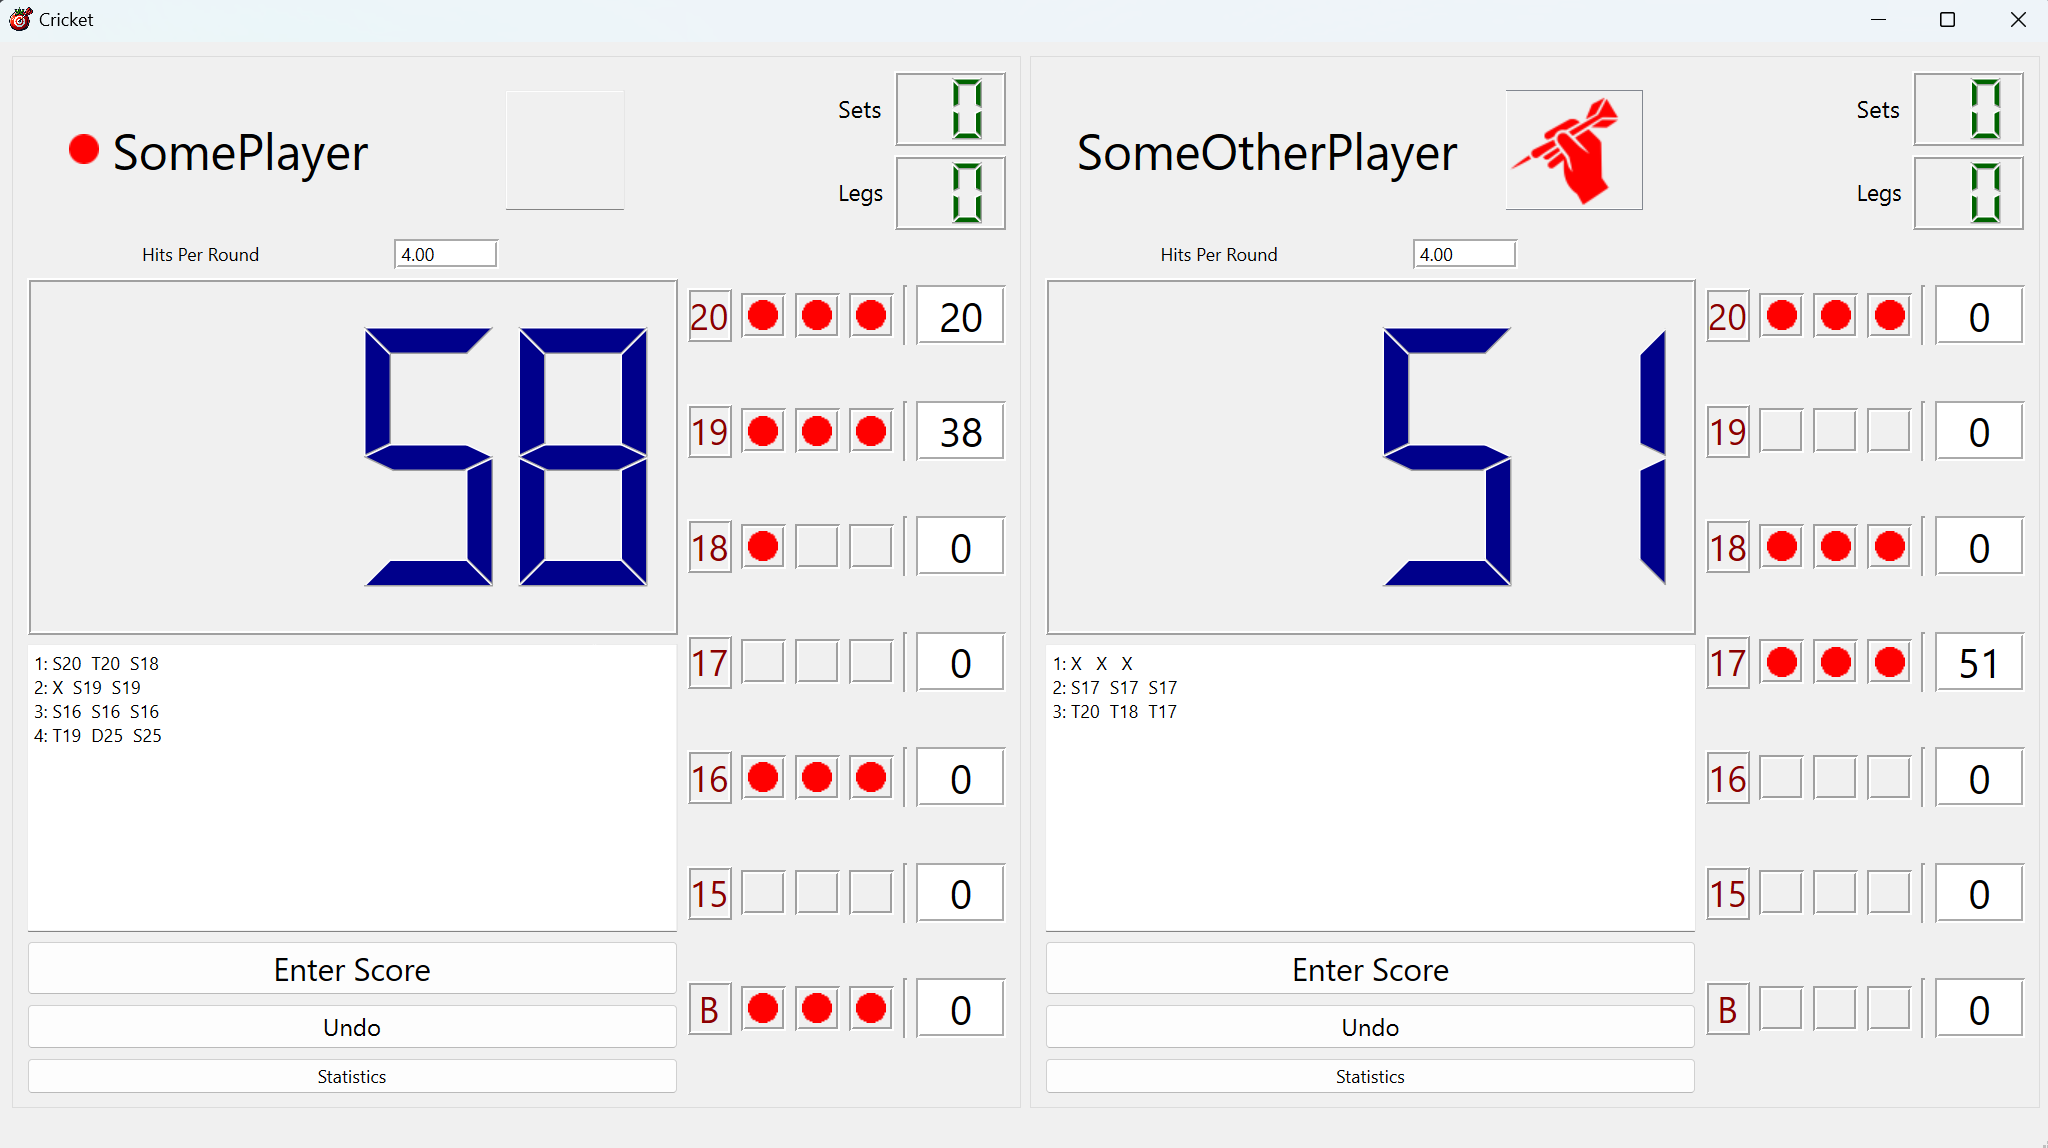 Cricket
SomePlayer
Sets 0
Legs 0
Hits Per Round 4.00
58
20 20
19 38
18 0
17 0
16 0
15 0
B 0
1: S20 T20 S18
2: X S19 S19
3: S16 S16 S16
4: T19 D25 S25
Enter Score
Undo
Statistics
SomeOtherPlayer
Sets 0
Legs 0
Hits Per Round 4.00
51
20 0
19 0
18 0
17 51
16 0
15 0
B 0
1: X X X
2: S17 S17 S17
3: T20 T18 T17
Enter Score
Undo
Statistics